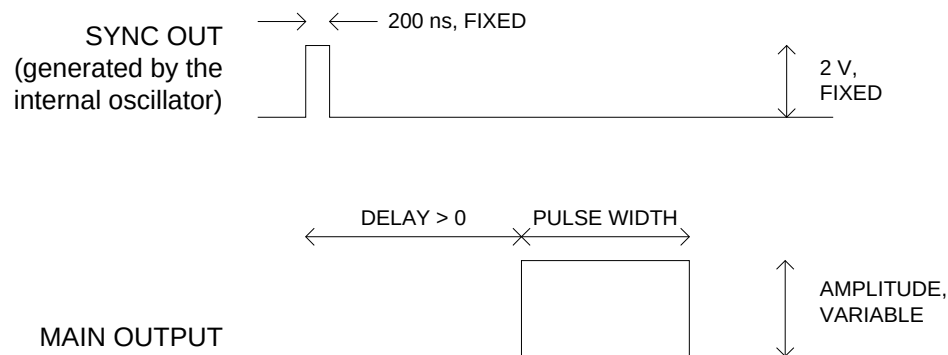 200 ns, FIXED
SYNC OUT
(generated by the
internal oscillator)
2 V,
FIXED
DELAY > 0
PULSE WIDTH
AMPLITUDE,
VARIABLE
MAIN OUTPUT